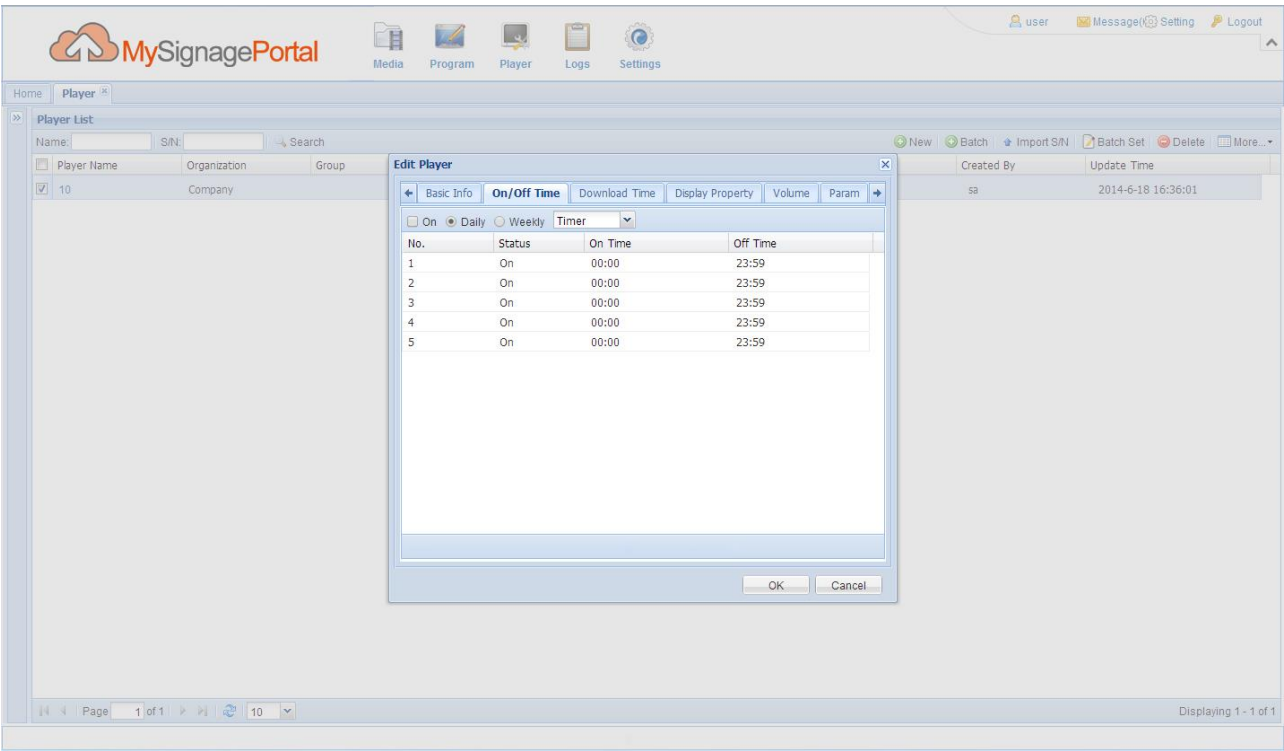 user Message( Setting Logout
MySignagePortal
Media Program Player Logs Settings
Home Player
Player List
Name: S/N: Search New Batch Import S/N Batch Set Delete More...
Player Name Organization Group Created By Update Time
10 Company sa 2014-6-18 16:36:01
Edit Player
Basic Info On/Off Time Download Time Display Property Volume Param
On Daily Weekly Timer
No. Status On Time Off Time
1 On 00:00 23:59
2 On 00:00 23:59
3 On 00:00 23:59
4 On 00:00 23:59
5 On 00:00 23:59
OK Cancel
Page 1 of 1 10 Displaying 1 - 1 of 1